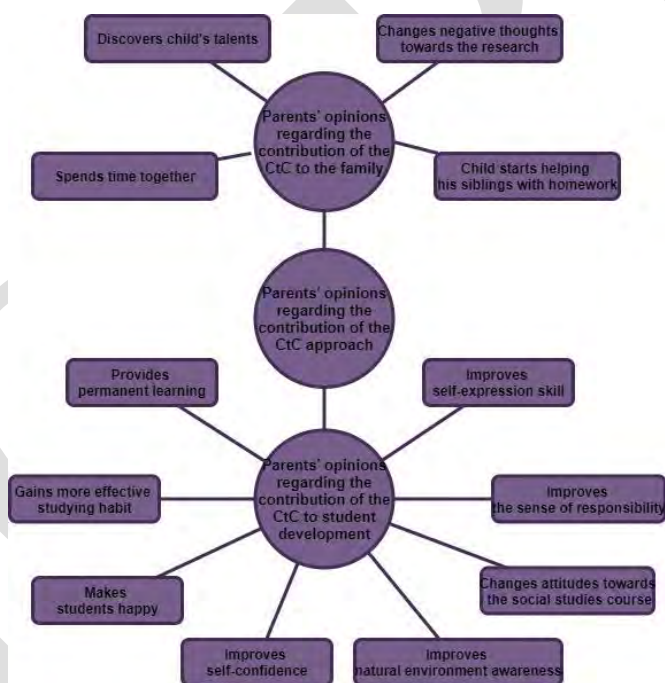 Discovers child's talents
Changes negative thoughts
towards the research
Parents' opinions
regarding the
contribution of the
CtC to the family
Spends time together
Child starts helping
his siblings with homework
Parents' opinions
regarding the
contribution of the
CtC approach
Provides
permanent learning
Improves
self-expression skill
Parents' opinions
regarding the
contribution of the
CtC to student
development
Gains more effective
studying habit
Improves
the sense of responsibility
Makes
students happy
Changes attitudes towards
the social studies course
Improves
self-confidence
Improves
natural environment awareness